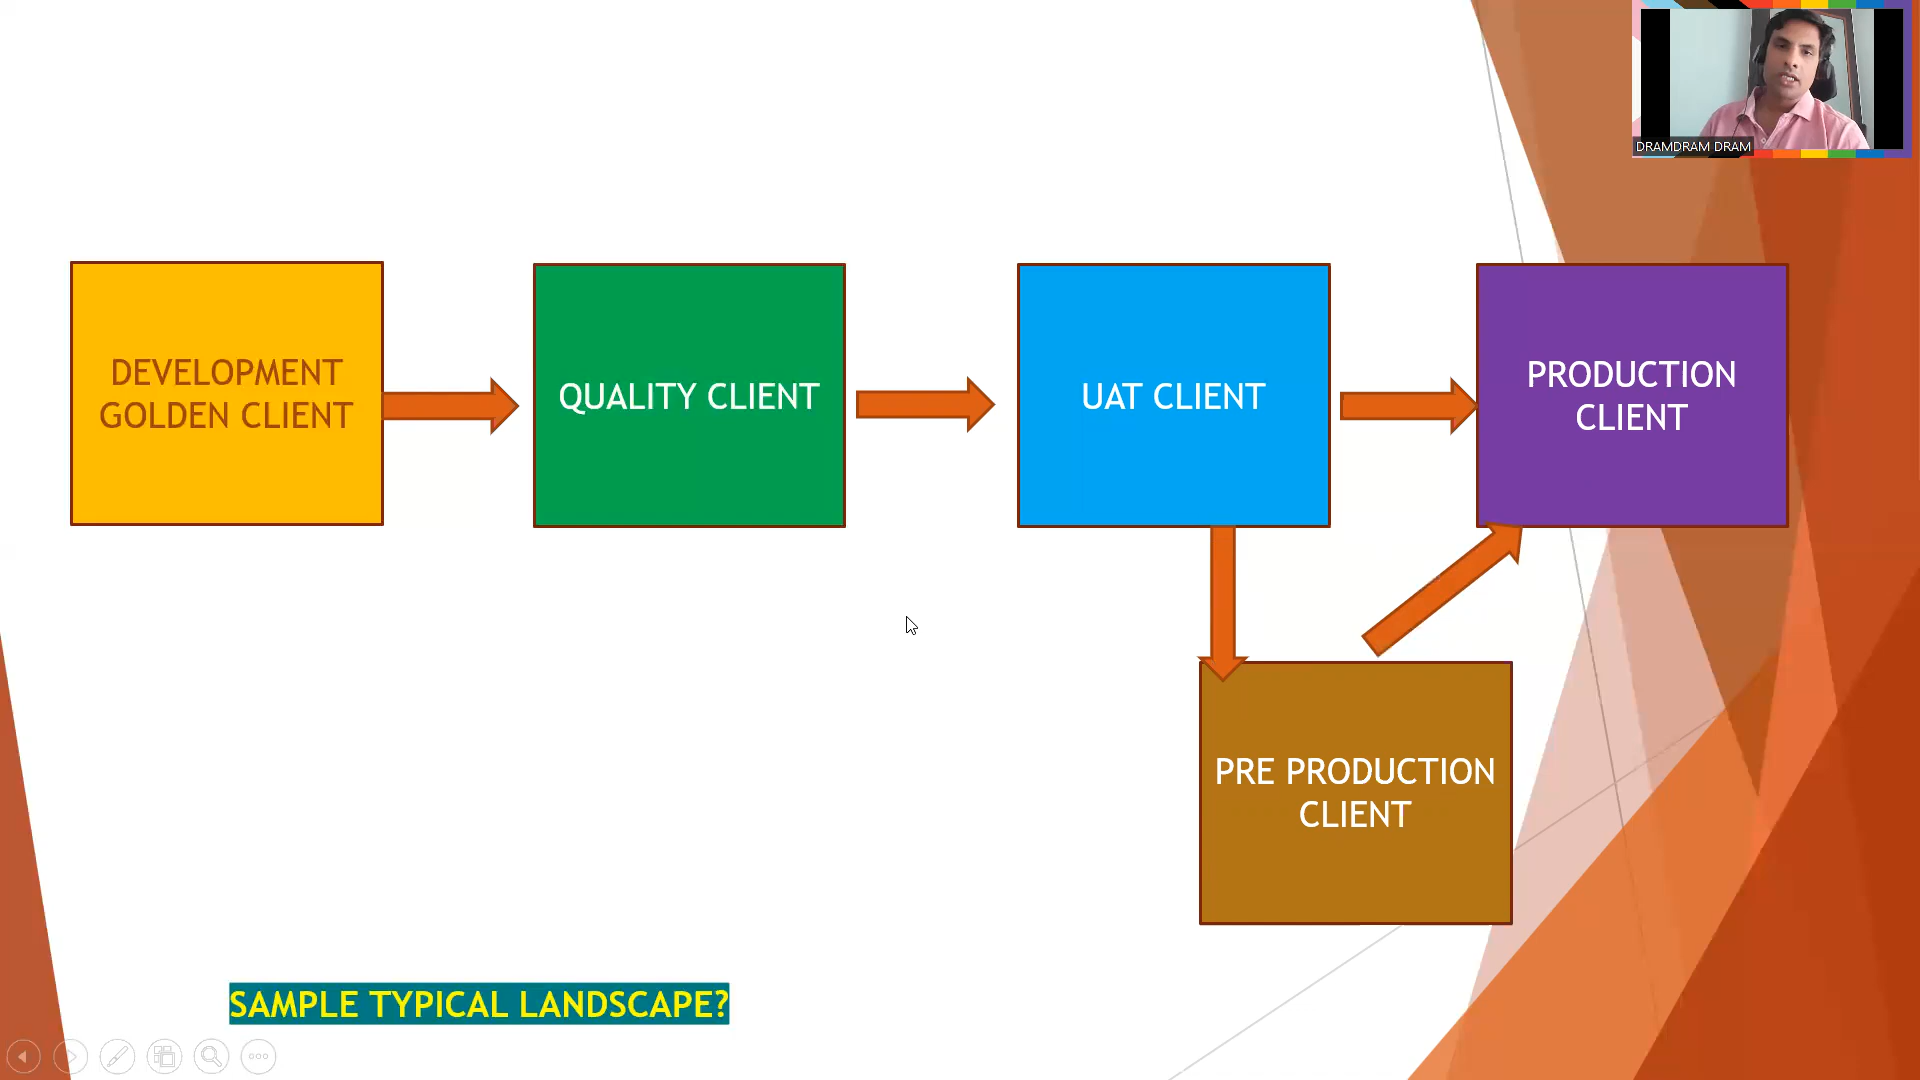 DRAMDRAM DRAM
DEVELOPMENT
GOLDEN CLIENT
QUALITY CLIENT
UAT CLIENT
PRODUCTION
CLIENT
PRE PRODUCTION
CLIENT
SAMPLE TYPICAL LANDSCAPE?